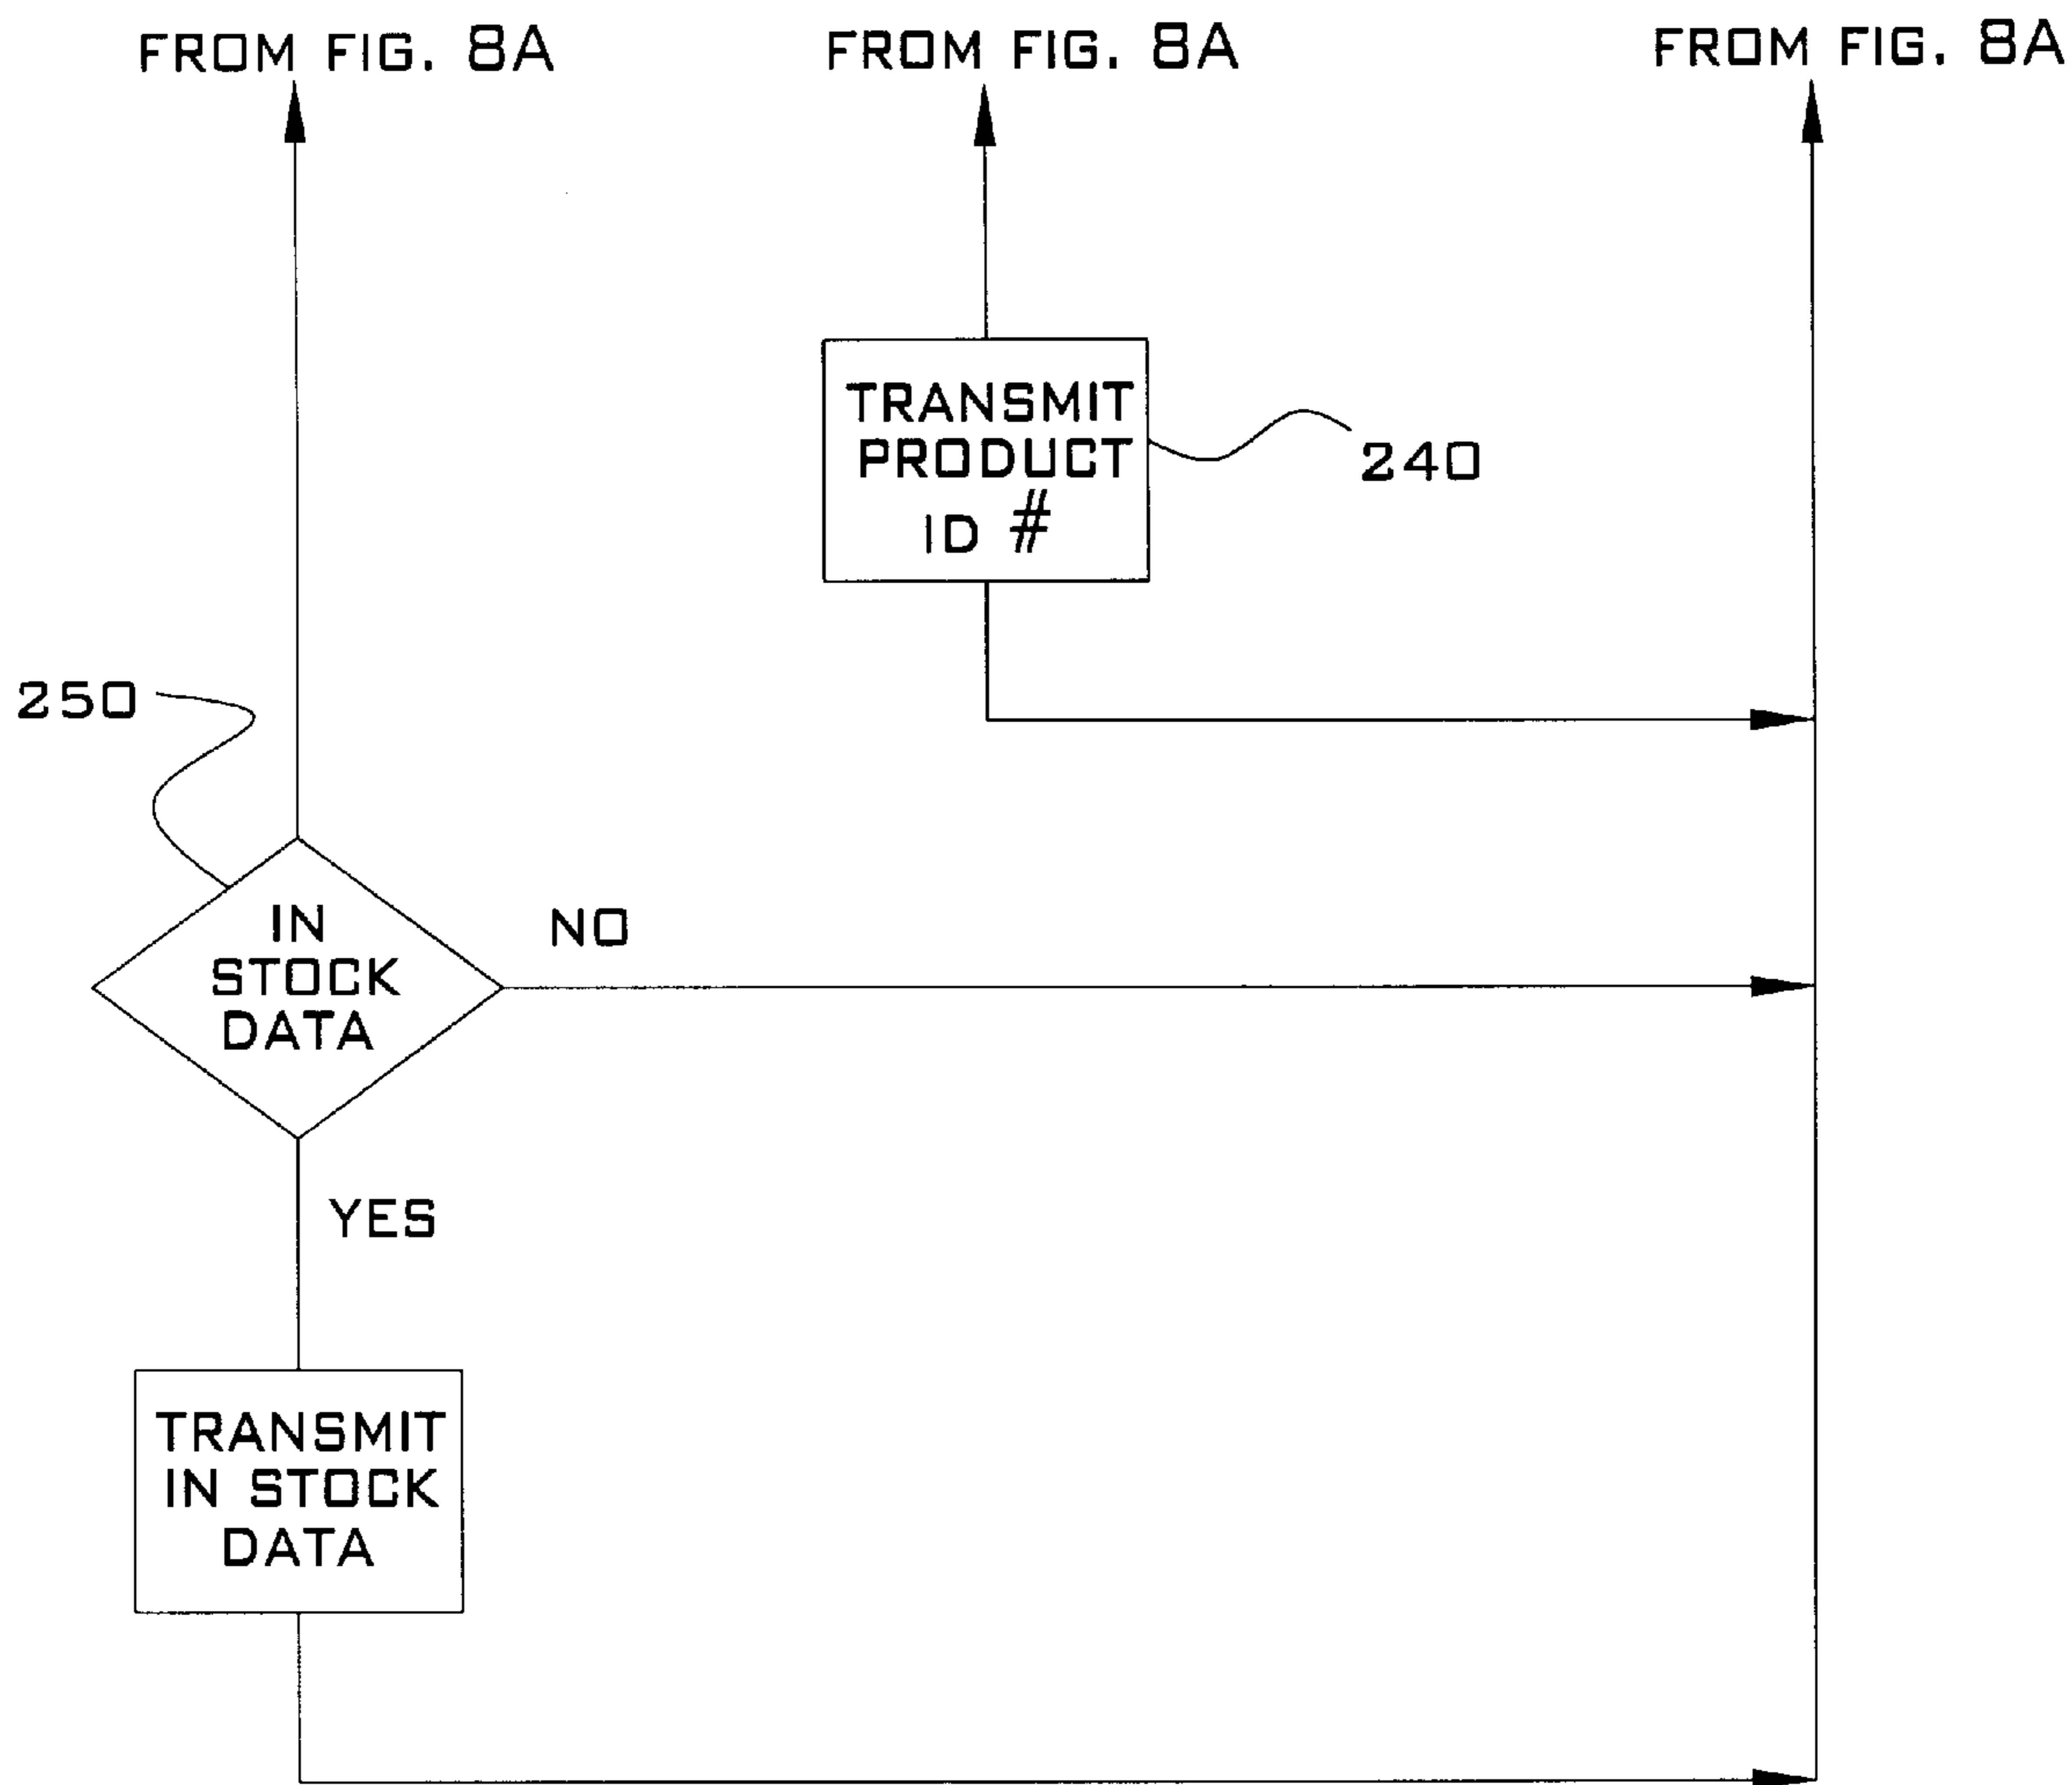 FROM FIG. 8A
FROM FIG. 8A
FROM FIG. 8A
TRANSMIT
PRODUCT
ID #
240
250
IN
STOCK
DATA
NO
YES
TRANSMIT
IN STOCK
DATA